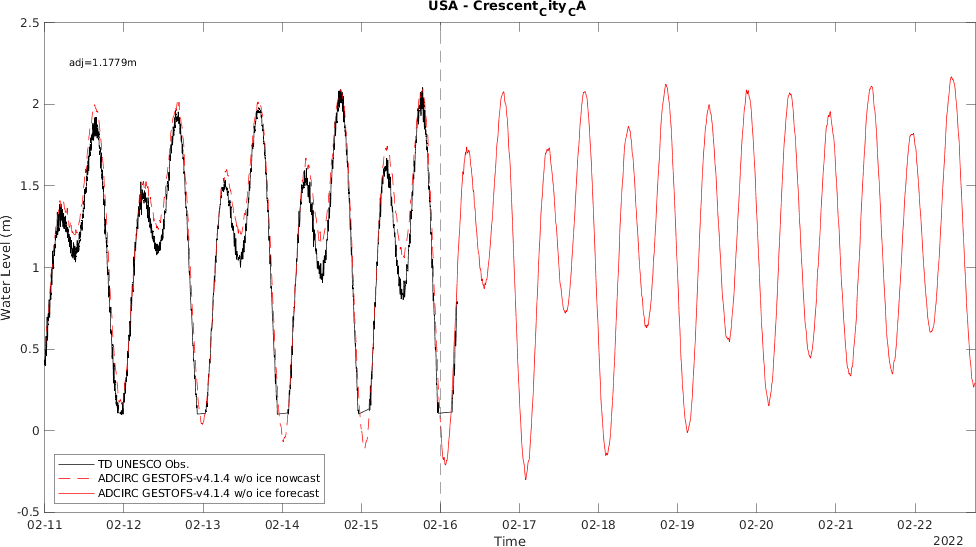 USA - CrescentCityCA
2.5
adj=1.1779m
2
1.5
1
0.5
0
-0.5
Water Level (m)
TD UNESCO Obs.
ADCIRC GESTOFS-v4.1.4 w/o ice nowcast
ADCIRC GESTOFS-v4.1.4 w/o ice forecast
02-11 02-12 02-13 02-14 02-15 02-16 02-17 02-18 02-19 02-20 02-21 02-22
Time
2022